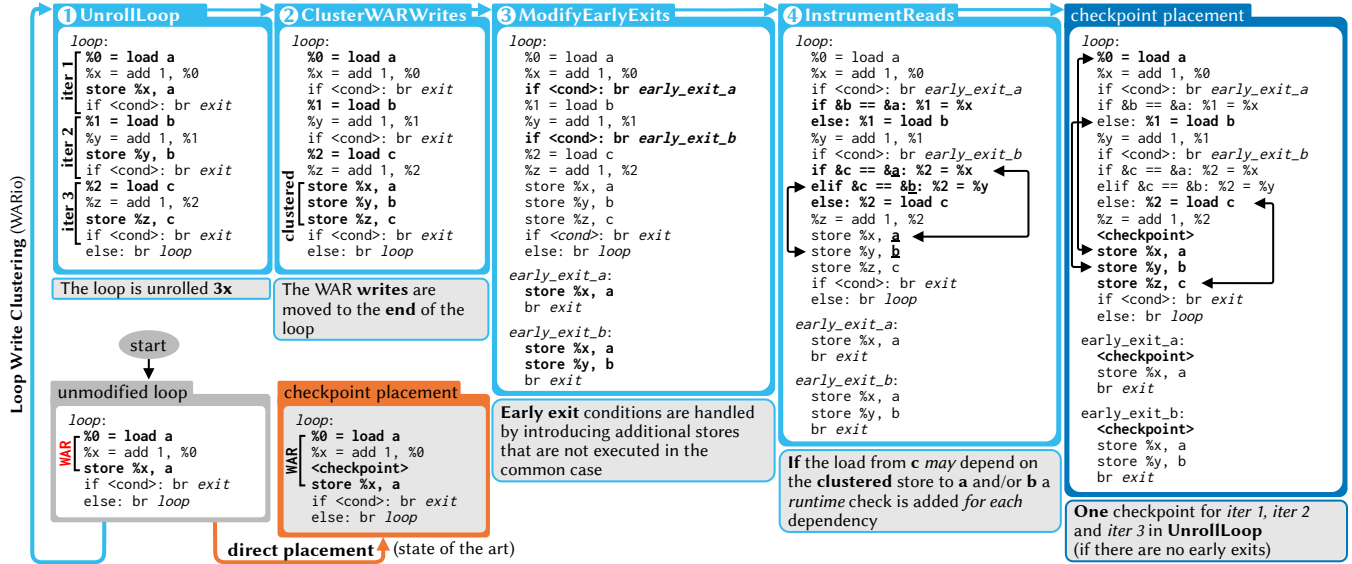 Loop Write Clustering (WARio)
1 UnrollLoop
loop:
iter 1
%0 = load a
%x = add 1, %0
store %x, a
if <cond>: br exit
iter 2
%1 = load b
%y = add 1, %1
store %y, b
if <cond>: br exit
iter 3
%2 = load c
%z = add 1, %2
store %z, c
if <cond>: br exit
else: br loop
The loop is unrolled 3x
2 ClusterWARWrites
loop:
%0 = load a
%x = add 1, %0
if <cond>: br exit
%1 = load b
%y = add 1, %1
if <cond>: br exit
%2 = load c
%z = add 1, %2
clustered
store %x, a
store %y, b
store %z, c
if <cond>: br exit
else: br loop
The WAR writes are
moved to the end of the
loop
3 ModifyEarlyExits
loop:
%0 = load a
%x = add 1, %0
if <cond>: br early_exit_a
%1 = load b
%y = add 1, %1
if <cond>: br early_exit_b
%2 = load c
%z = add 1, %2
store %x, a
store %y, b
store %z, c
if <cond>: br exit
else: br loop
early_exit_a:
store %x, a
br exit
early_exit_b:
store %x, a
store %y, b
br exit
Early exit conditions are handled
by introducing additional stores
that are not executed in the
common case
4 InstrumentReads
loop:
%0 = load a
%x = add 1, %0
if <cond>: br early_exit_a
if &b == &a: %1 = %x
else: %1 = load b
%y = add 1, %1
if <cond>: br early_exit_b
if &c == &a: %2 = %x
elif &c == &b: %2 = %y
else: %2 = load c
%z = add 1, %2
store %x, a
store %y, b
store %z, c
if <cond>: br exit
else: br loop
early_exit_a:
store %x, a
br exit
early_exit_b:
store %x, a
store %y, b
br exit
If the load from c may depend on
the clustered store to a and/or b a
runtime check is added for each
dependency
checkpoint placement
loop:
%0 = load a
%x = add 1, %0
if <cond>: br early_exit_a
if &b == &a: %1 = %x
else: %1 = load b
%y = add 1, %1
if <cond>: br early_exit_b
if &c == &a: %2 = %x
elif &c == &b: %2 = %y
else: %2 = load c
%z = add 1, %2
<checkpoint>
store %x, a
store %y, b
store %z, c
if <cond>: br exit
else: br loop
early_exit_a:
<checkpoint>
store %x, a
br exit
early_exit_b:
<checkpoint>
store %x, a
store %y, b
br exit
One checkpoint for iter 1, iter 2
and iter 3 in UnrollLoop
(if there are no early exits)
start
unmodified loop
loop:
WAR
%0 = load a
%x = add 1, %0
store %x, a
if <cond>: br exit
else: br loop
checkpoint placement
loop:
WAR
%0 = load a
%x = add 1, %0
<checkpoint>
store %x, a
if <cond>: br exit
else: br loop
direct placement (state of the art)